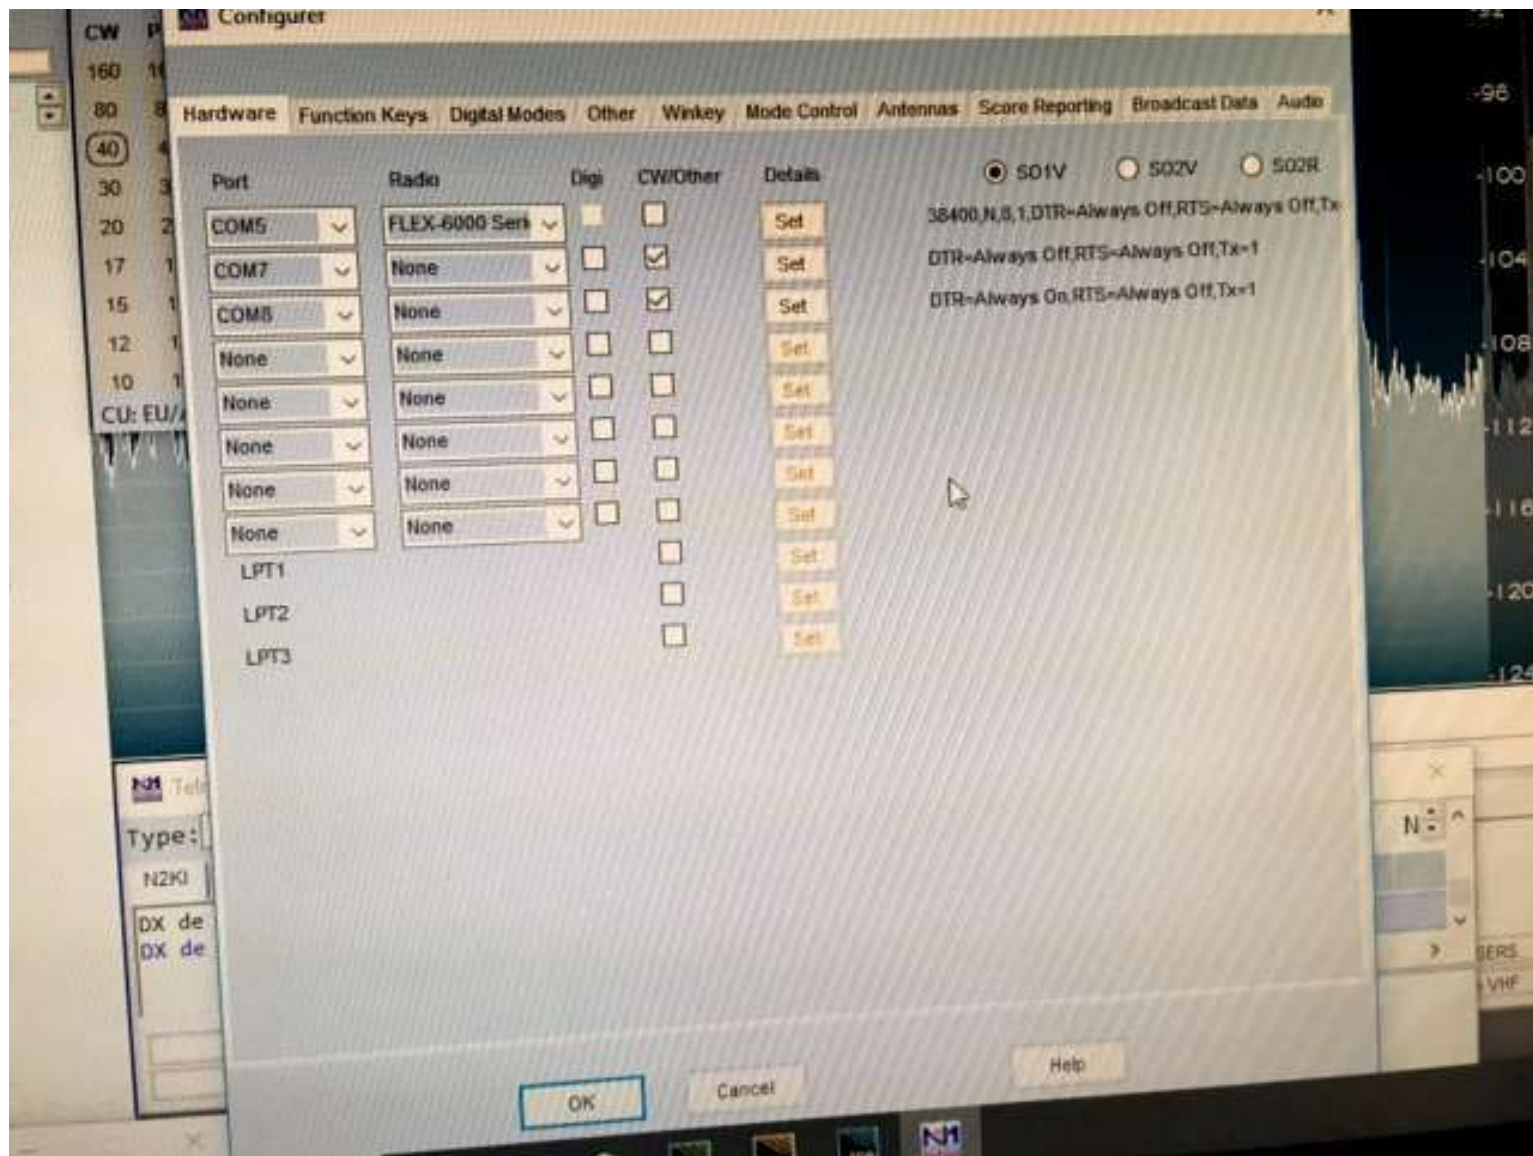 Configurer
CW
160
80
40
30
20
17
15
12
10
CU: EU/
Hardware Function Keys Digital Modes Other Winkey Mode Control Antennas Score Reporting Broadcast Data Audio
Port Radio Digi CW/Other Details SO1V SO2V SO2R
COM5 FLEX-6000 Seri Set 38400,N,8,1,DTR=Always Off,RTS=Always Off,Tx
COM7 None Set DTR=Always Off,RTS=Always Off,Tx=1
COM8 None Set DTR=Always On,RTS=Always Off,Tx=1
None None Set
None None Set
None None Set
None None Set
None None Set
LPT1 Set
LPT2 Set
LPT3 Set
-96
-100
-104
-108
-112
-116
-120
-124
Type:
N
N2KI
DX de
DX de
SERS
VHF
OK Cancel Help